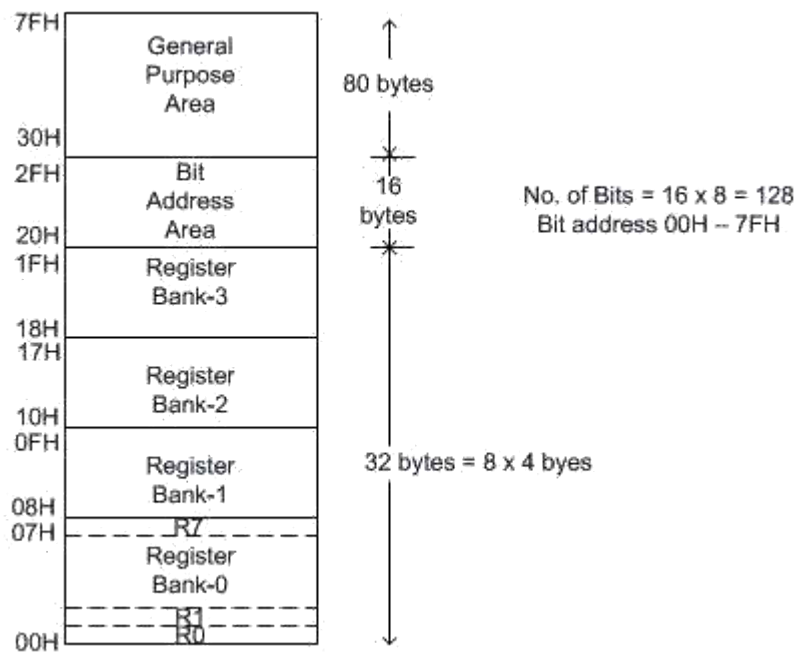 7FH
General
Purpose
Area
80 bytes
30H
2FH
Bit
Address
Area
16
bytes
No. of Bits = 16 x 8 = 128
Bit address 00H – 7FH
20H
1FH
Register
Bank-3
18H
17H
Register
Bank-2
10H
0FH
Register
Bank-1
32 bytes = 8 x 4 byes
08H
07H
R7
Register
Bank-0
R1
R0
00H